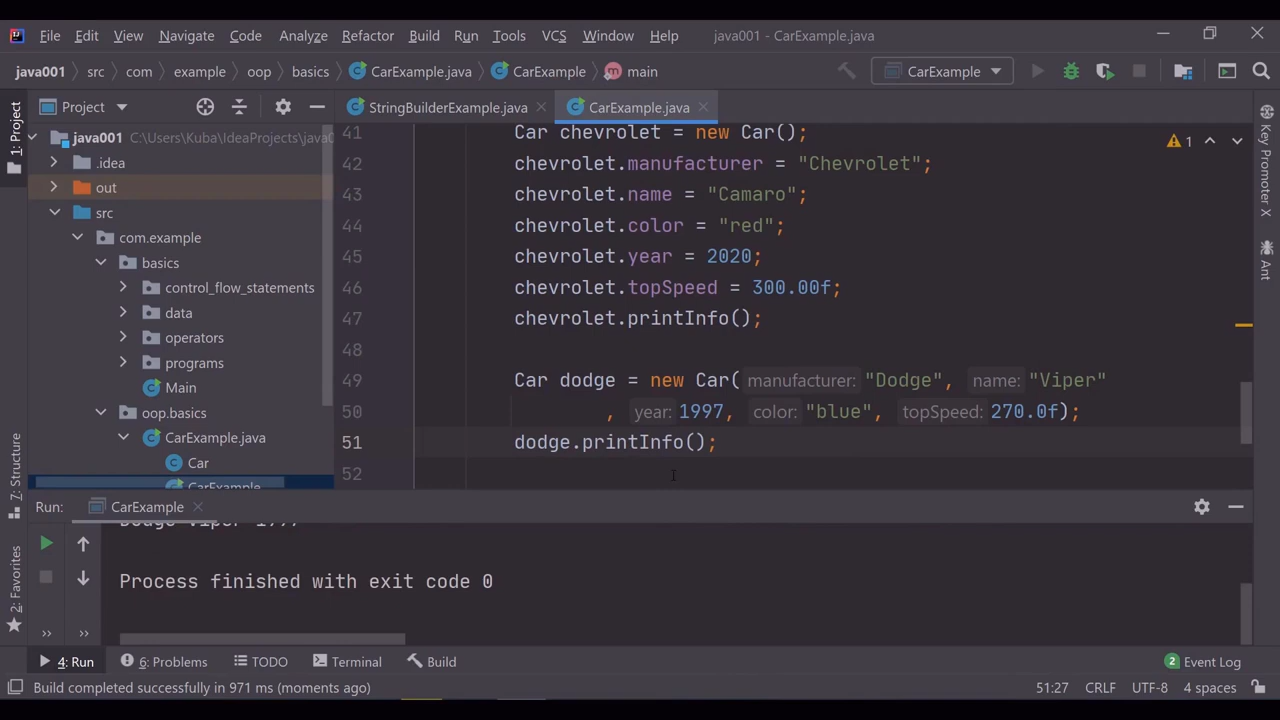 File Edit View Navigate Code Analyze Refactor Build Run Tools VCS Window Help java001 - CarExample.java
java001 src com example oop basics CarExample.java CarExample main CarExample
1: Project
Project
StringBuilderExample.java CarExample.java
java001 C:\Users\Kuba\IdeaProjects\java0
.idea
out
src
com.example
basics
control_flow_statements
data
operators
programs
Main
oop.basics
CarExample.java
Car
CarExample
41 Car chevrolet = new Car();
42 chevrolet.manufacturer = "Chevrolet";
43 chevrolet.name = "Camaro";
44 chevrolet.color = "red";
45 chevrolet.year = 2020;
46 chevrolet.topSpeed = 300.00f;
47 chevrolet.printInfo();
48
49 Car dodge = new Car( manufacturer: "Dodge", name: "Viper"
50 , year: 1997, color: "blue", topSpeed: 270.0f);
51 dodge.printInfo();
52
1
Key Promoter X
Ant
7: Structure
2: Favorites
Run: CarExample
Dodge Viper 1997
Process finished with exit code 0
4: Run 6: Problems TODO Terminal Build 2 Event Log
Build completed successfully in 971 ms (moments ago) 51:27 CRLF UTF-8 4 spaces